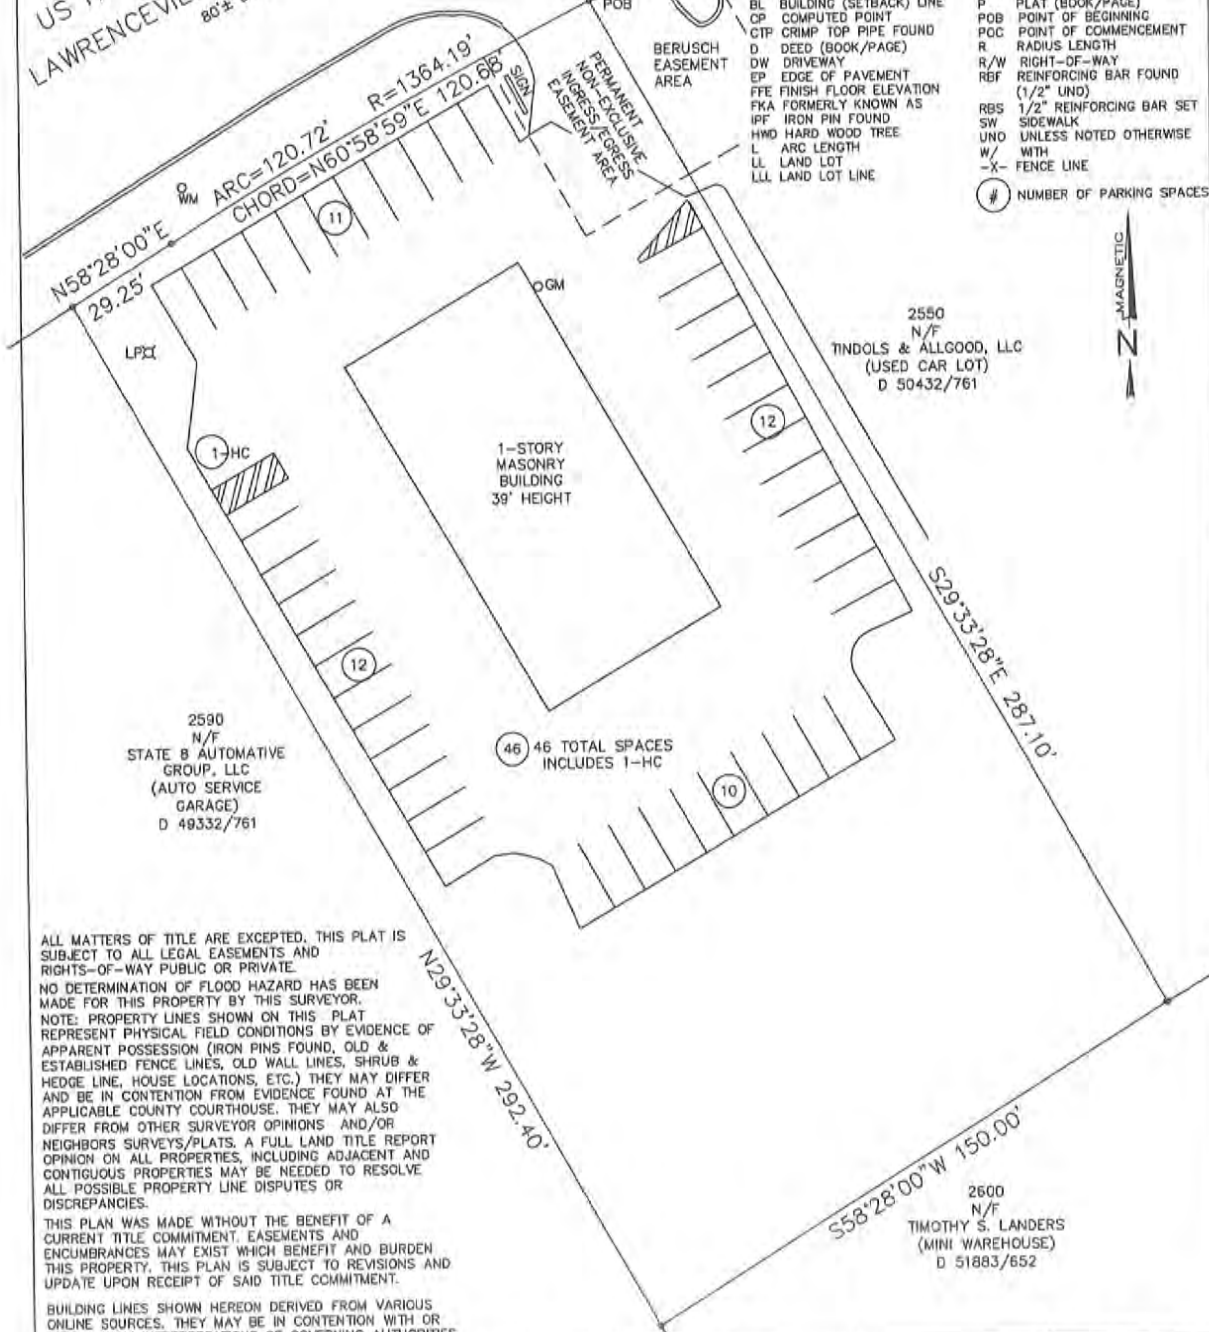 US
LAWRENCEVIL
80'±
POB
R=1364.19'
ARC=120.72'
CHORD=N60°58'59"E 120.68'
WM
SIGN
N58°28'00"E
29.25'
LP
11
PERMANENT
NON-EXCLUSIVE
INGRESS/EGRESS
EASEMENT AREA
BERUSCH
EASEMENT
AREA
BL BUILDING (SETBACK) LINE
CP COMPUTED POINT
CTP CRIMP TOP PIPE FOUND
D DEED (BOOK/PAGE)
DW DRIVEWAY
EP EDGE OF PAVEMENT
FFE FINISH FLOOR ELEVATION
FKA FORMERLY KNOWN AS
IPF IRON PIN FOUND
HWD HARD WOOD TREE
L ARC LENGTH
LL LAND LOT
LLL LAND LOT LINE
P PLAT (BOOK/PAGE)
POB POINT OF BEGINNING
POC POINT OF COMMENCEMENT
R RADIUS LENGTH
R/W RIGHT-OF-WAY
RBF REINFORCING BAR FOUND
(1/2" UNO)
RBS 1/2" REINFORCING BAR SET
SW SIDEWALK
UNO UNLESS NOTED OTHERWISE
W/ WITH
-X- FENCE LINE
# NUMBER OF PARKING SPACES
MAGNETIC
N
GM
2550
N/F
TINDOLS & ALLGOOD, LLC
(USED CAR LOT)
D 50432/761
12
1-HC
1-STORY
MASONRY
BUILDING
39' HEIGHT
S29°33'28"E 287.10'
12
2590
N/F
STATE B AUTOMATIVE
GROUP, LLC
(AUTO SERVICE
GARAGE)
D 49332/761
46 46 TOTAL SPACES
INCLUDES 1-HC
10
N29°33'28"W 292.40'
S58°28'00"W 150.00'
2600
N/F
TIMOTHY S. LANDERS
(MINI WAREHOUSE)
D 51883/652
ALL MATTERS OF TITLE ARE EXCEPTED. THIS PLAT IS
SUBJECT TO ALL LEGAL EASEMENTS AND
RIGHTS-OF-WAY PUBLIC OR PRIVATE.
NO DETERMINATION OF FLOOD HAZARD HAS BEEN
MADE FOR THIS PROPERTY BY THIS SURVEYOR.
NOTE: PROPERTY LINES SHOWN ON THIS PLAT
REPRESENT PHYSICAL FIELD CONDITIONS BY EVIDENCE OF
APPARENT POSSESSION (IRON PINS FOUND, OLD &
ESTABLISHED FENCE LINES, OLD WALL LINES, SHRUB &
HEDGE LINE, HOUSE LOCATIONS, ETC.) THEY MAY DIFFER
AND BE IN CONTENTION FROM EVIDENCE FOUND AT THE
APPLICABLE COUNTY COURTHOUSE. THEY MAY ALSO
DIFFER FROM OTHER SURVEYOR OPINIONS AND/OR
NEIGHBORS SURVEYS/PLATS. A FULL LAND TITLE REPORT
OPINION ON ALL PROPERTIES, INCLUDING ADJACENT AND
CONTIGUOUS PROPERTIES MAY BE NEEDED TO RESOLVE
ALL POSSIBLE PROPERTY LINE DISPUTES OR
DISCREPANCIES.
THIS PLAN WAS MADE WITHOUT THE BENEFIT OF A
CURRENT TITLE COMMITMENT. EASEMENTS AND
ENCUMBRANCES MAY EXIST WHICH BENEFIT AND BURDEN
THIS PROPERTY. THIS PLAN IS SUBJECT TO REVISIONS AND
UPDATE UPON RECEIPT OF SAID TITLE COMMITMENT.
BUILDING LINES SHOWN HEREON DERIVED FROM VARIOUS
ONLINE SOURCES. THEY MAY BE IN CONTENTION WITH OR